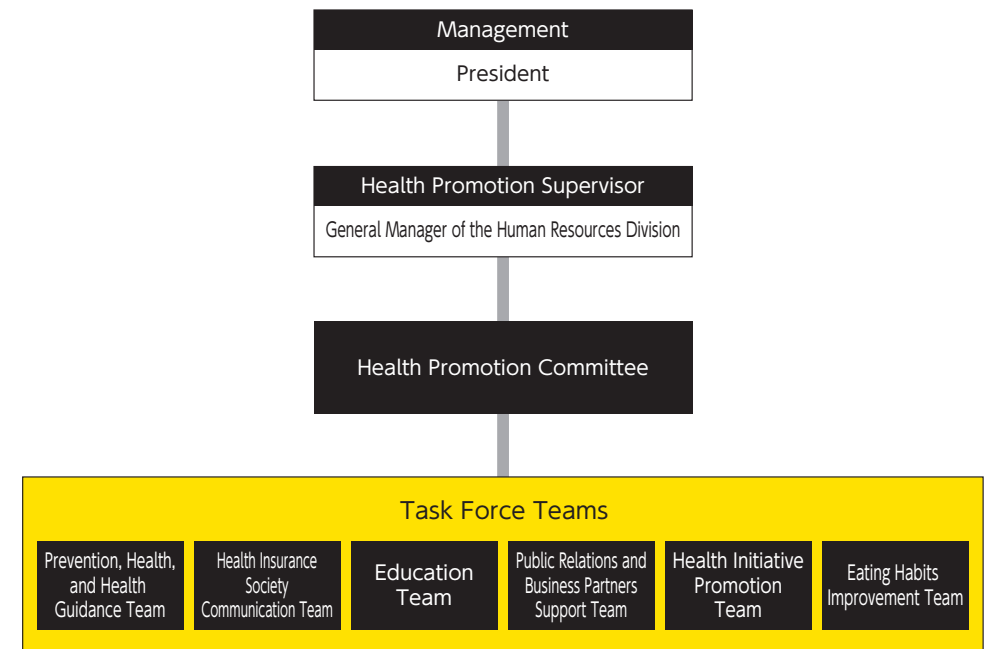 Management
President
Health Promotion Supervisor
General Manager of the Human Resources Division
Health Promotion Committee
Task Force Teams
Prevention, Health,
and Health
Guidance Team
Health Insurance
Society
Communication Team
Education
Team
Public Relations and
Business Partners
Support Team
Health Initiative
Promotion
Team
Eating Habits
Improvement Team